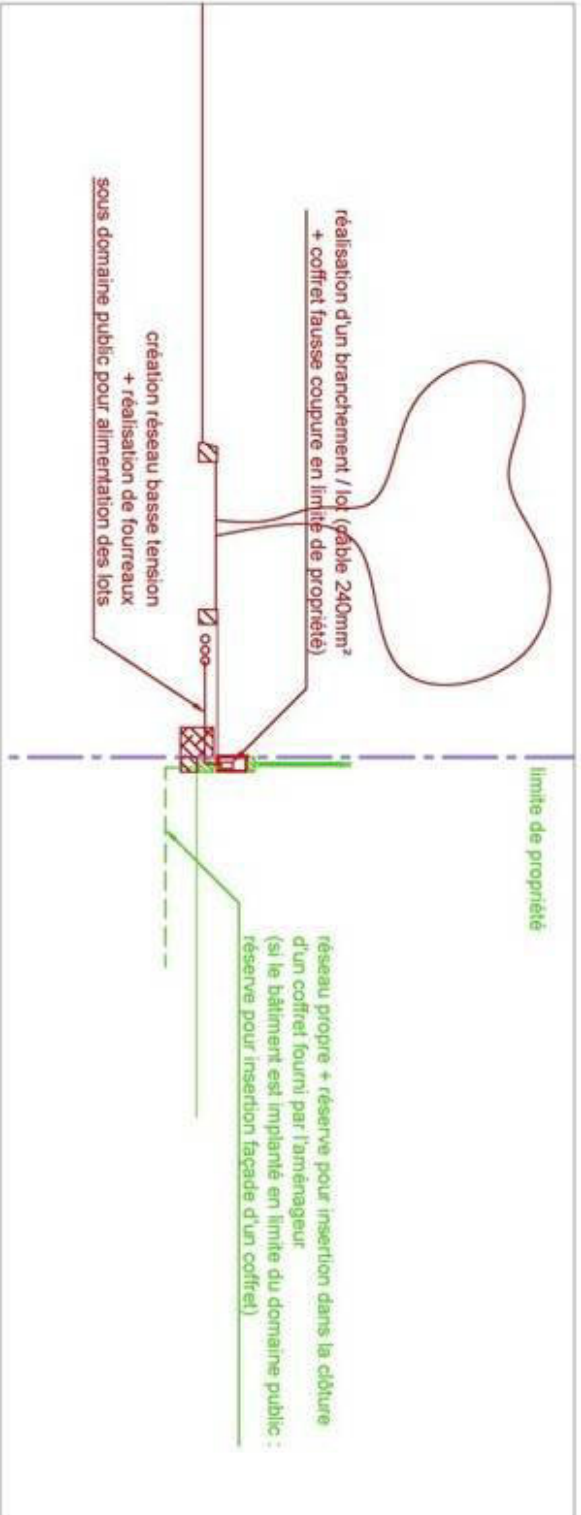 limite de propriété
réalisation d'un branchement / lot (câble 240mm²
+ coffret fausse coupure en limite de propriété)
création réseau basse tension
+ réalisation de fourreaux
sous domaine public pour alimentation des lots
réseau propre + réserve pour insertion dans la clôture
d'un coffret fourni par l'aménageur
(si le bâtiment est implanté en limite du domaine public :
réserve pour insertion façade d'un coffret)